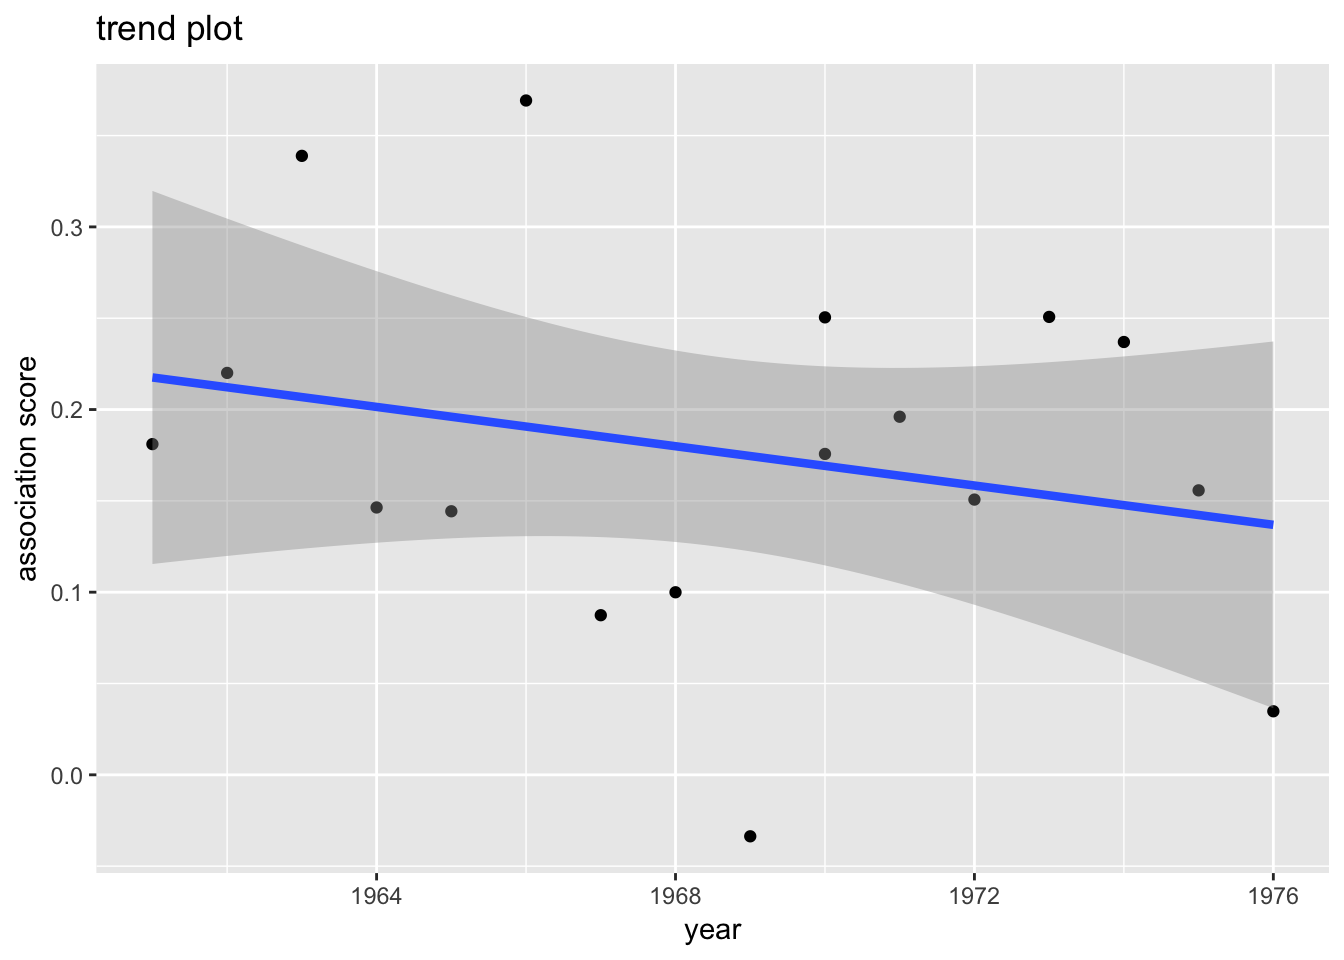 trend plot
association score
0.3
0.2
0.1
0.0
1964 1968 1972 1976
year